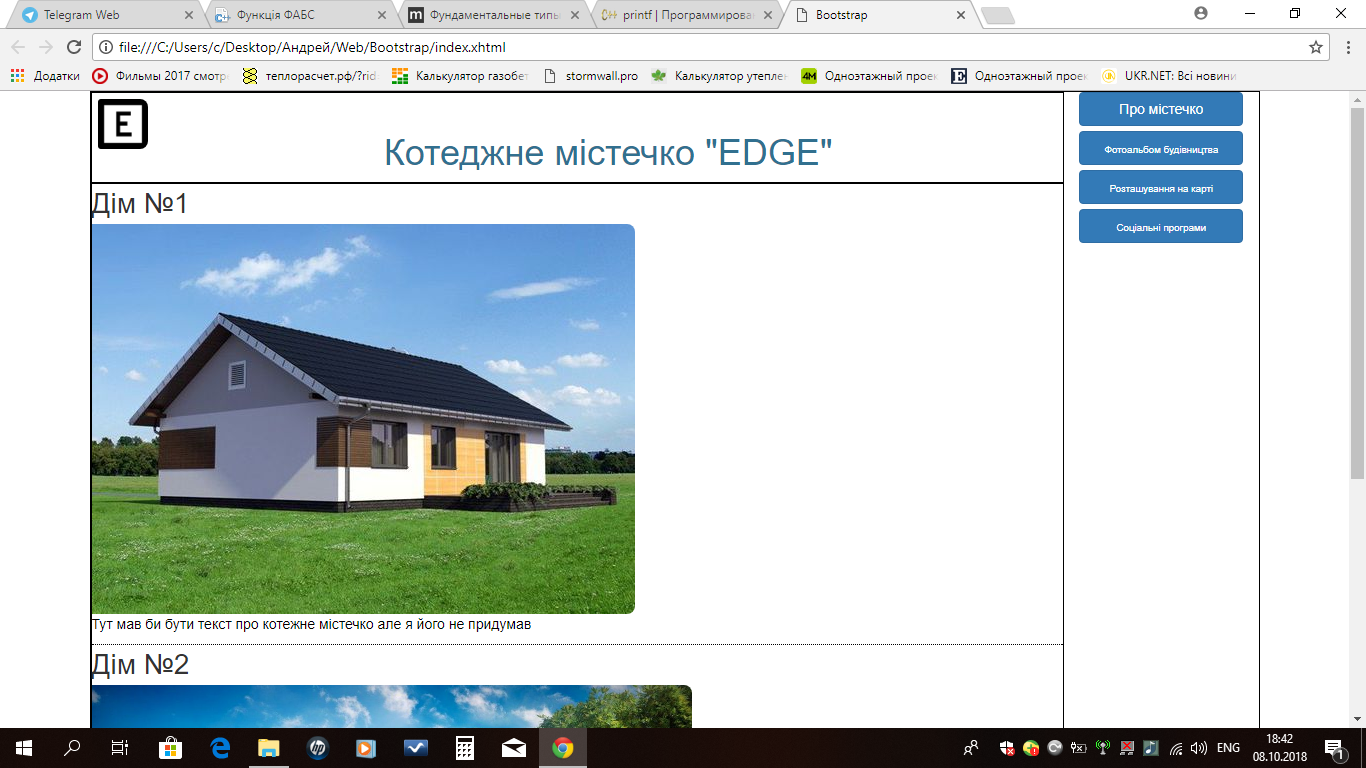 Telegram Web
Функція ФАБС
Фундаментальные типы
printf | Программирован
Bootstrap
file:///C:/Users/c/Desktop/Андрей/Web/Bootstrap/index.xhtml
Додатки
Фильмы 2017 смотр
теплорасчет.рф/?rid
Калькулятор газобет
stormwall.pro
Калькулятор утеплен
4M
Одноэтажный проек
E
Одноэтажный проек
UKR.NET: Всі новини
E
Котеджне містечко "EDGE"
Про містечко
Фотоальбом будівництва
Розташування на карті
Соціальні програми
Дім №1
Тут мав би бути текст про котежне містечко але я його не придумав
Дім №2
ENG
18:42
08.10.2018
1